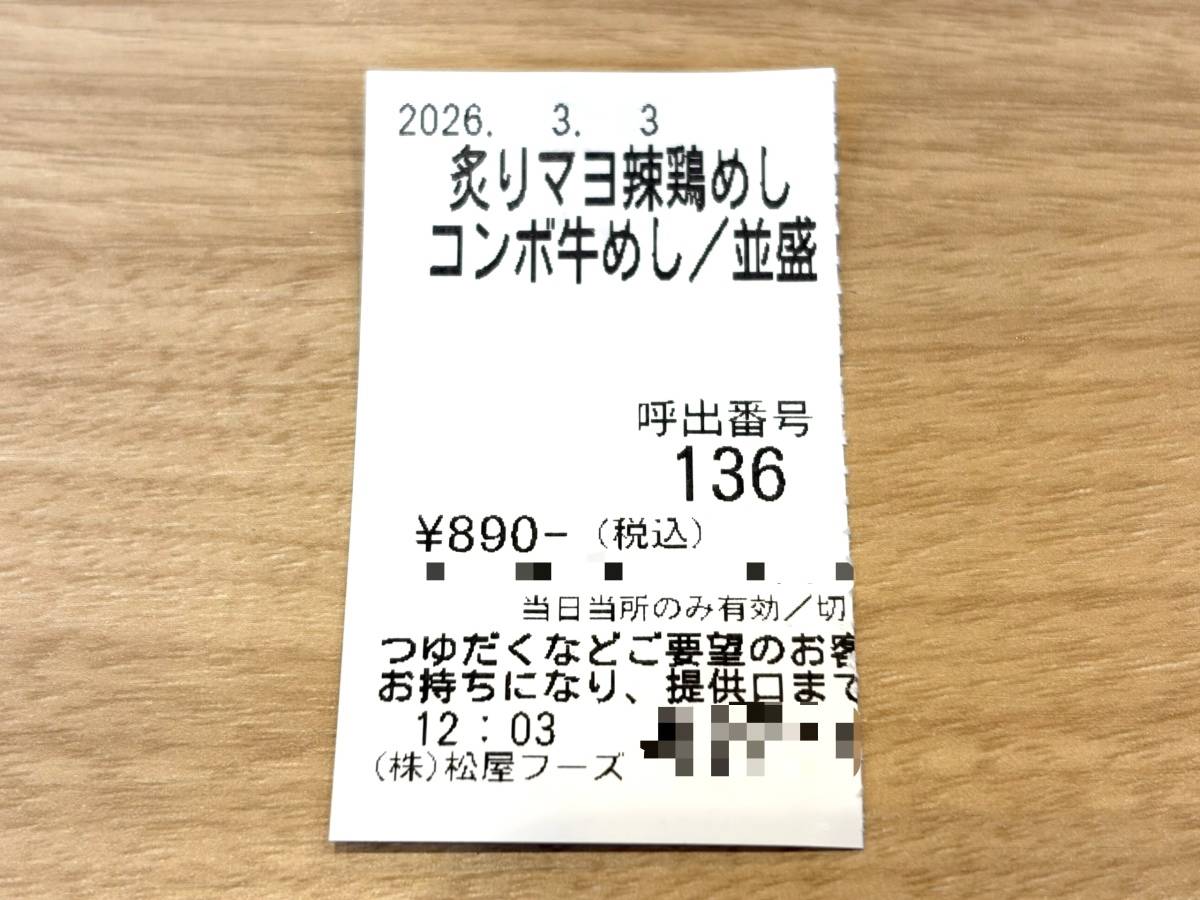 2026. 3. 3
炙りマヨ辣鶏めし
コンボ牛めし/並盛
呼出番号
136
¥890-(税込)
当日当所のみ有効/切
つゆだくなどご要望のお客
お持ちになり、提供口まで
12:03
(株)松屋フーズ